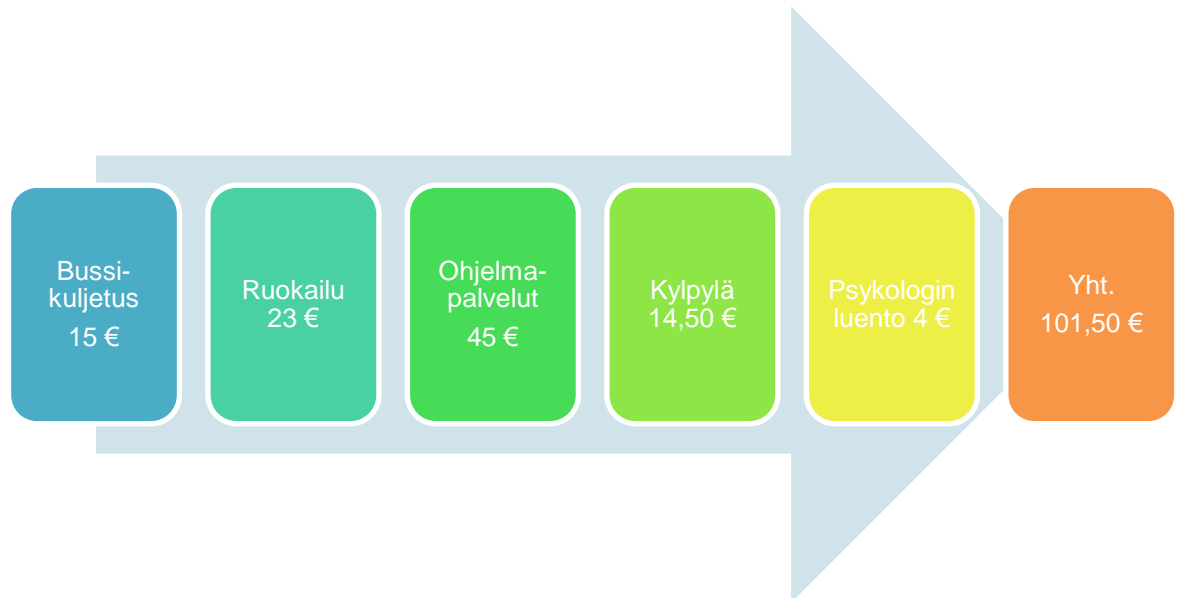 Bussi-
kuljetus
15 €
Ruokailu
23 €
Ohjelma-
palvelut
45 €
Kylpylä
14,50 €
Psykologin
luento 4 €
Yht.
101,50 €